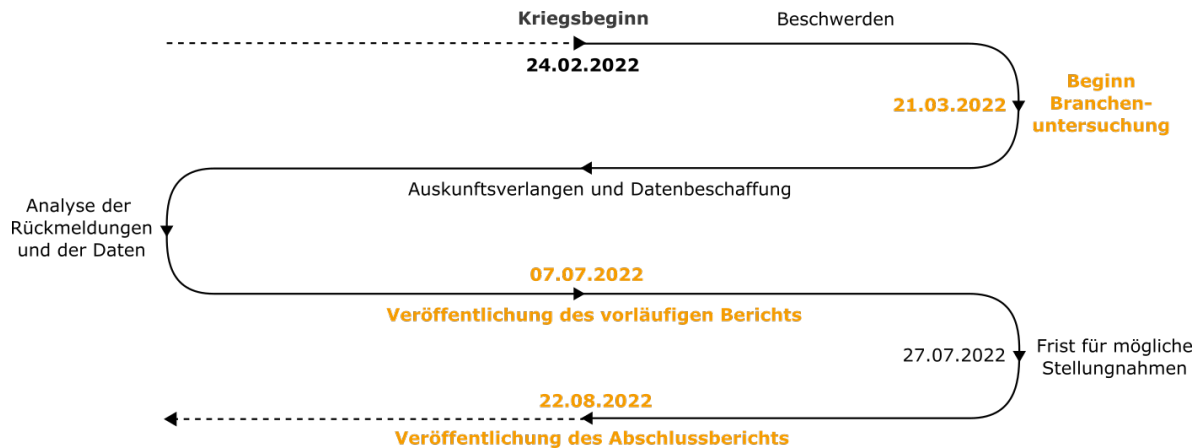 Kriegsbeginn
24.02.2022
Beschwerden
21.03.2022
Beginn
Branchen-
untersuchung
Auskunftsverlangen und Datenbeschaffung
Analyse der
Rückmeldungen
und der Daten
07.07.2022
Veröffentlichung des vorläufigen Berichts
27.07.2022
Frist für mögliche
Stellungnahmen
22.08.2022
Veröffentlichung des Abschlussberichts